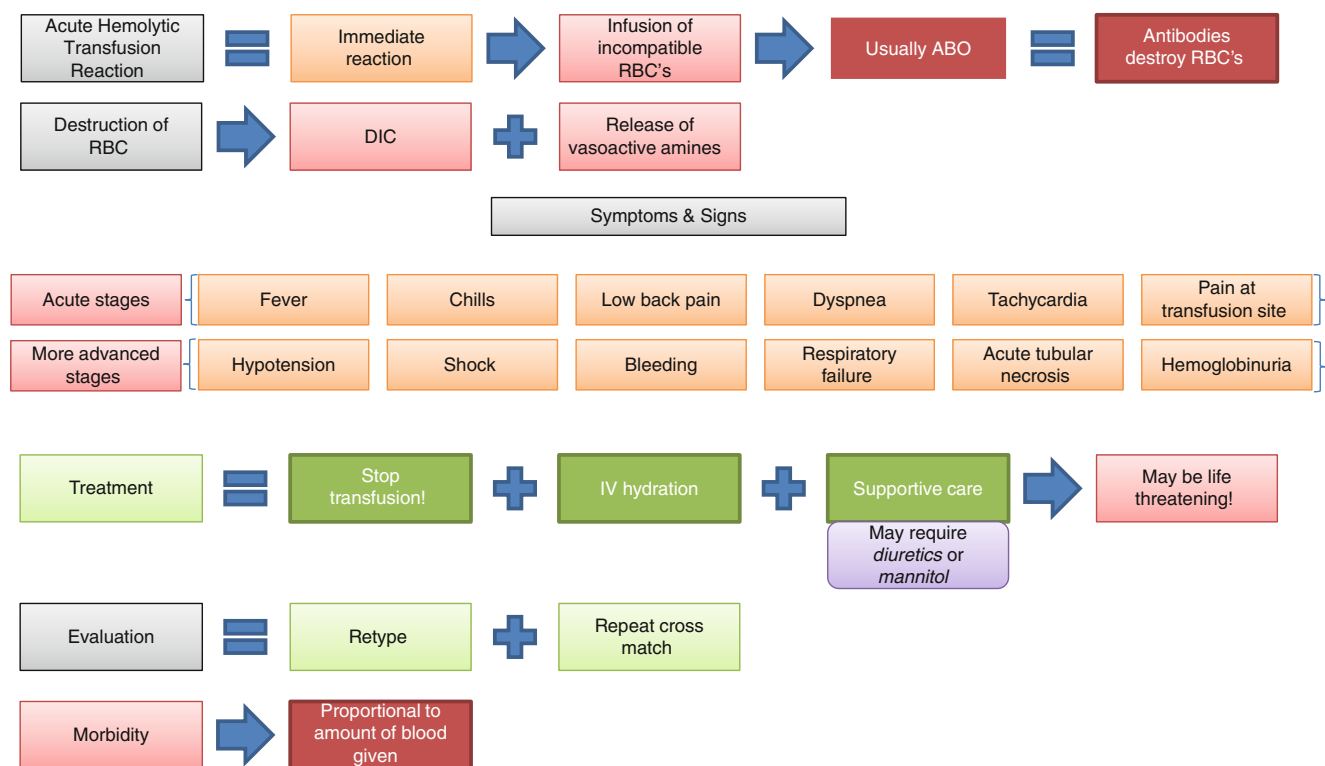 Acute Hemolytic
Transfusion
Reaction
Immediate
reaction
Infusion of
incompatible
RBC's
Usually ABO
Antibodies
destroy RBC's
Destruction of
RBC
DIC
Release of
vasoactive amines
Symptoms & Signs
Acute stages
Fever
Chills
Low back pain
Dyspnea
Tachycardia
Pain at
transfusion site
More advanced
stages
Hypotension
Shock
Bleeding
Respiratory
failure
Acute tubular
necrosis
Hemoglobinuria
Treatment
Stop
transfusion!
IV hydration
Supportive care
May require
diuretics or
mannitol
May be life
threatening!
Evaluation
Retype
Repeat cross
match
Morbidity
Proportional to
amount of blood
given